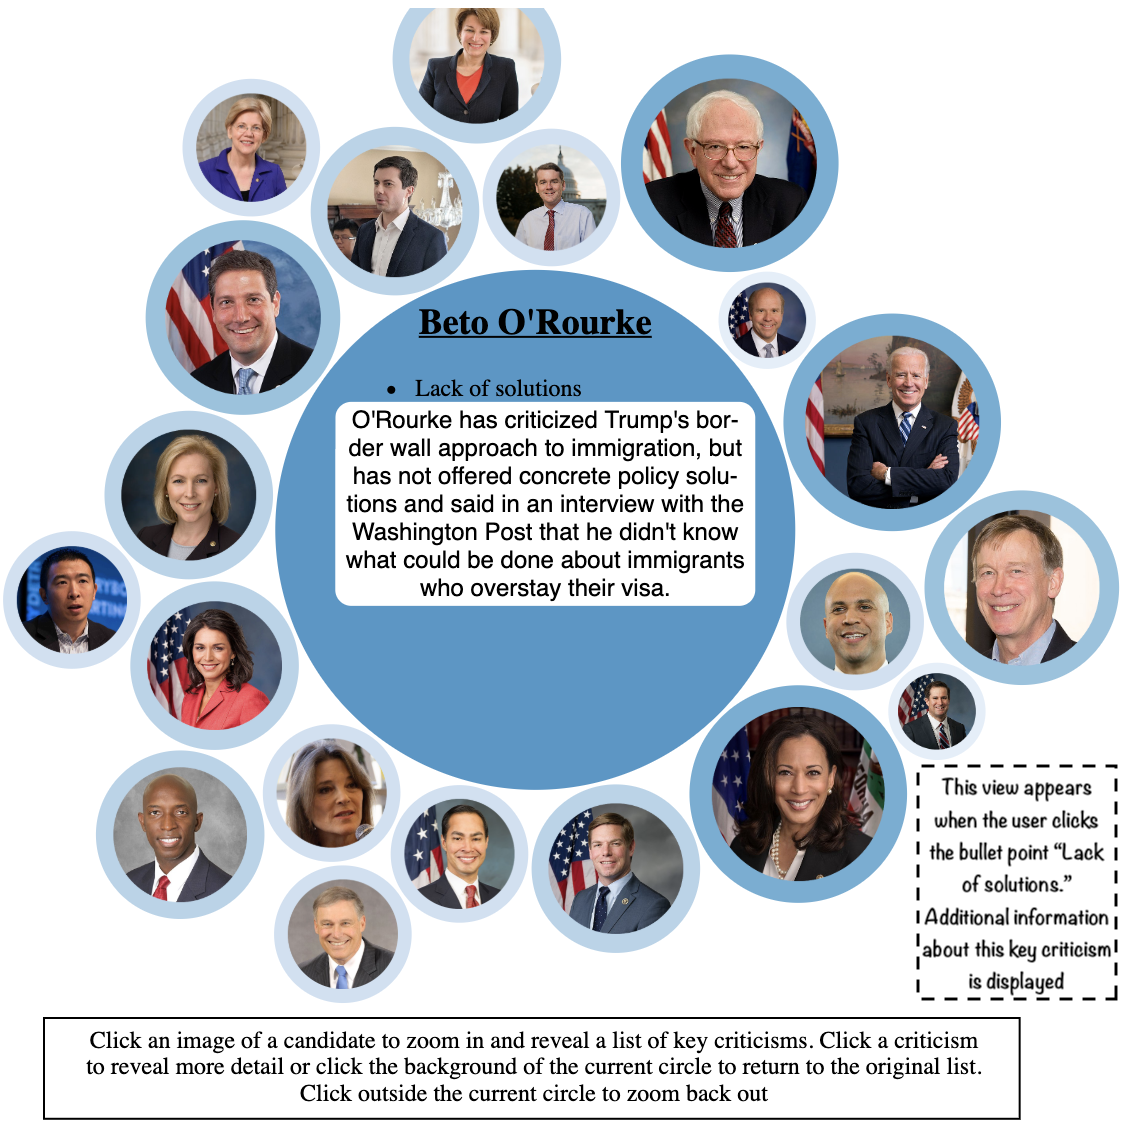 Beto O'Rourke
• Lack of solutions
O'Rourke has criticized Trump's bor-
der wall approach to immigration, but
has not offered concrete policy solu-
tions and said in an interview with the
Washington Post that he didn't know
what could be done about immigrants
who overstay their visa.
This view appears
when the user clicks
the bullet point “Lack
of solutions.”
Additional information
about this key criticism
is displayed
Click an image of a candidate to zoom in and reveal a list of key criticisms. Click a criticism
to reveal more detail or click the background of the current circle to return to the original list.
Click outside the current circle to zoom back out